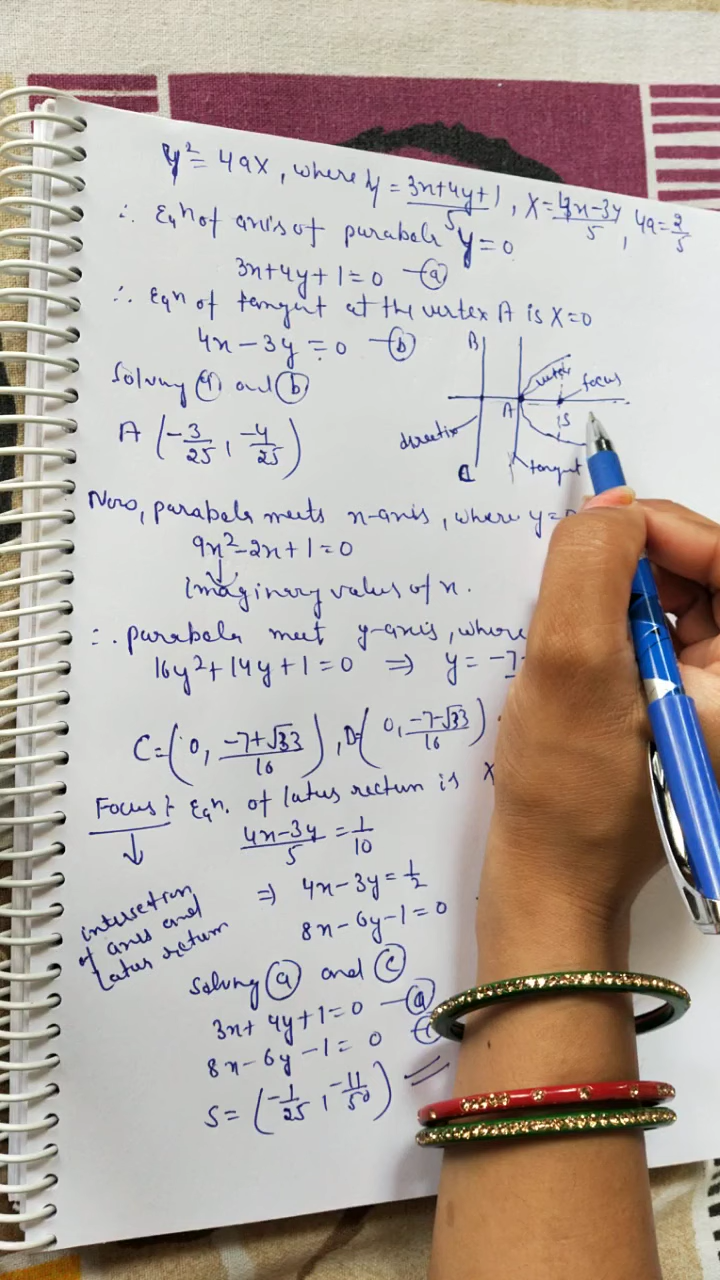 y² = 4aX, where y = 3x+4y+1/5, X = 4x-3y/5, 4a = 2/5
∴ Eqn of axis of parabola y = 0
3x+4y+1 = 0 —(a)
∴ Eqn of tangent at the vertex A is X = 0
4x-3y = 0 —(b)
Solving (a) and (b)
A (-3/25, -4/25)
B
vertex
focus
A
S
directrix
tangent
Now, parabola meets x-axis, where y =
9x²-2x+1 = 0
↓
imaginary value of x.
∴ parabola meet y-axis, where
16y²+14y+1 = 0 ⇒ y = -7
C = (0, -7+√33/16), D = (0, -7-√33/16)
Focus :- Eqn. of latus rectum is X
↓
4x-3y/5 = 1/10
⇒ 4x-3y = 1/2
8x-6y-1 = 0
intersection
of axis and
latus rectum
Solving (a) and (c)
3x+4y+1 = 0 —(a)
8x-6y-1 = 0
S = (-1/25, -11/50)